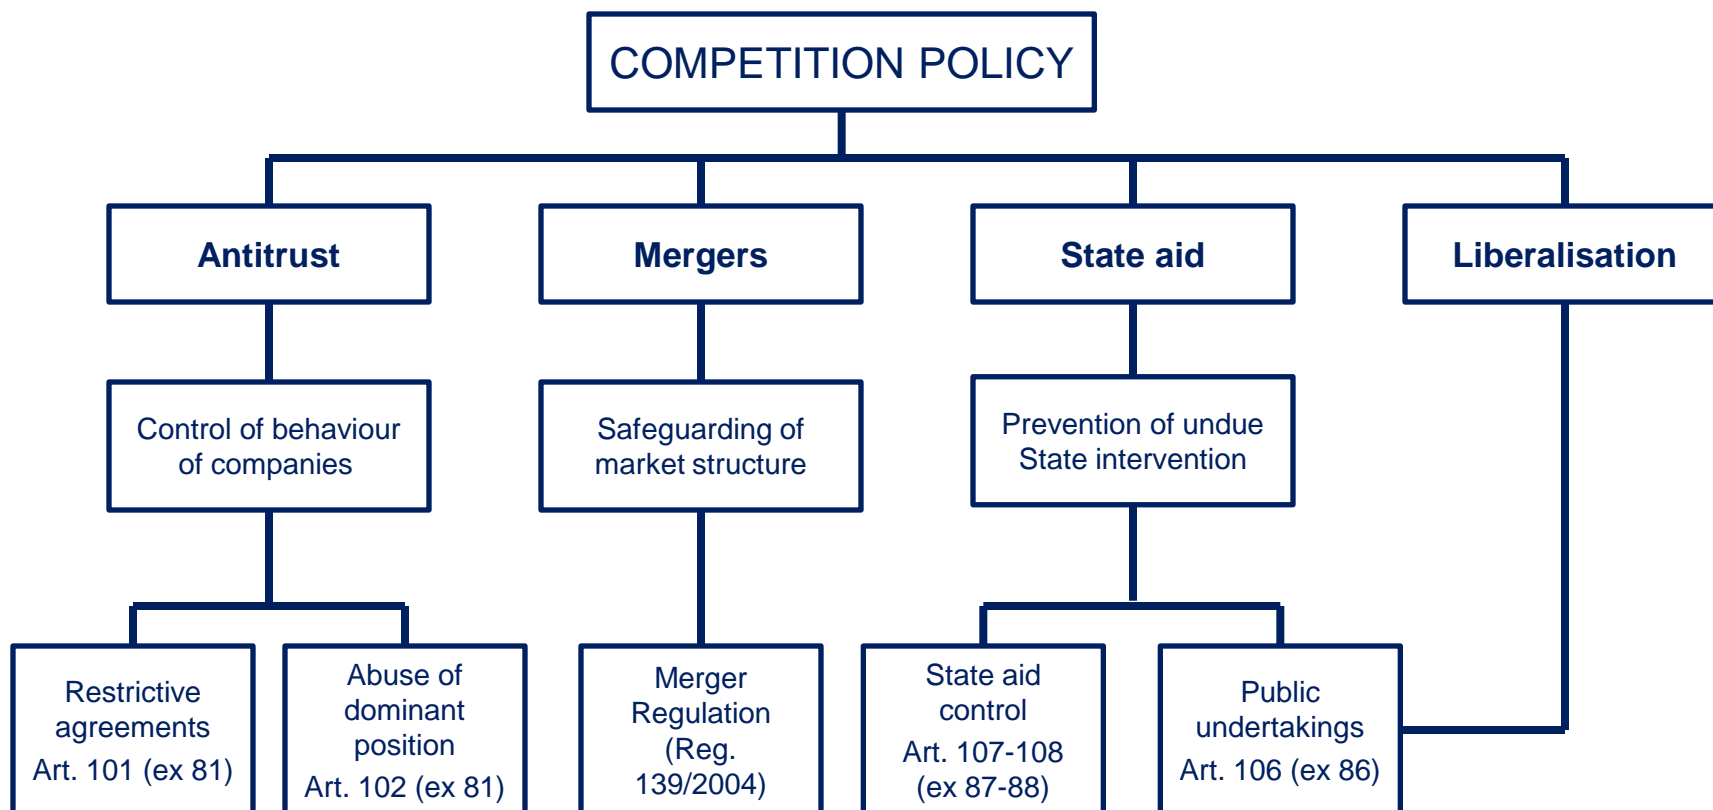 COMPETITION POLICY
Antitrust
Mergers
State aid
Liberalisation
Control of behaviour
of companies
Safeguarding of
market structure
Prevention of undue
State intervention
Restrictive
agreements
Art. 101 (ex 81)
Abuse of
dominant
position
Art. 102 (ex 81)
Merger
Regulation
(Reg.
139/2004)
State aid
control
Art. 107-108
(ex 87-88)
Public
undertakings
Art. 106 (ex 86)